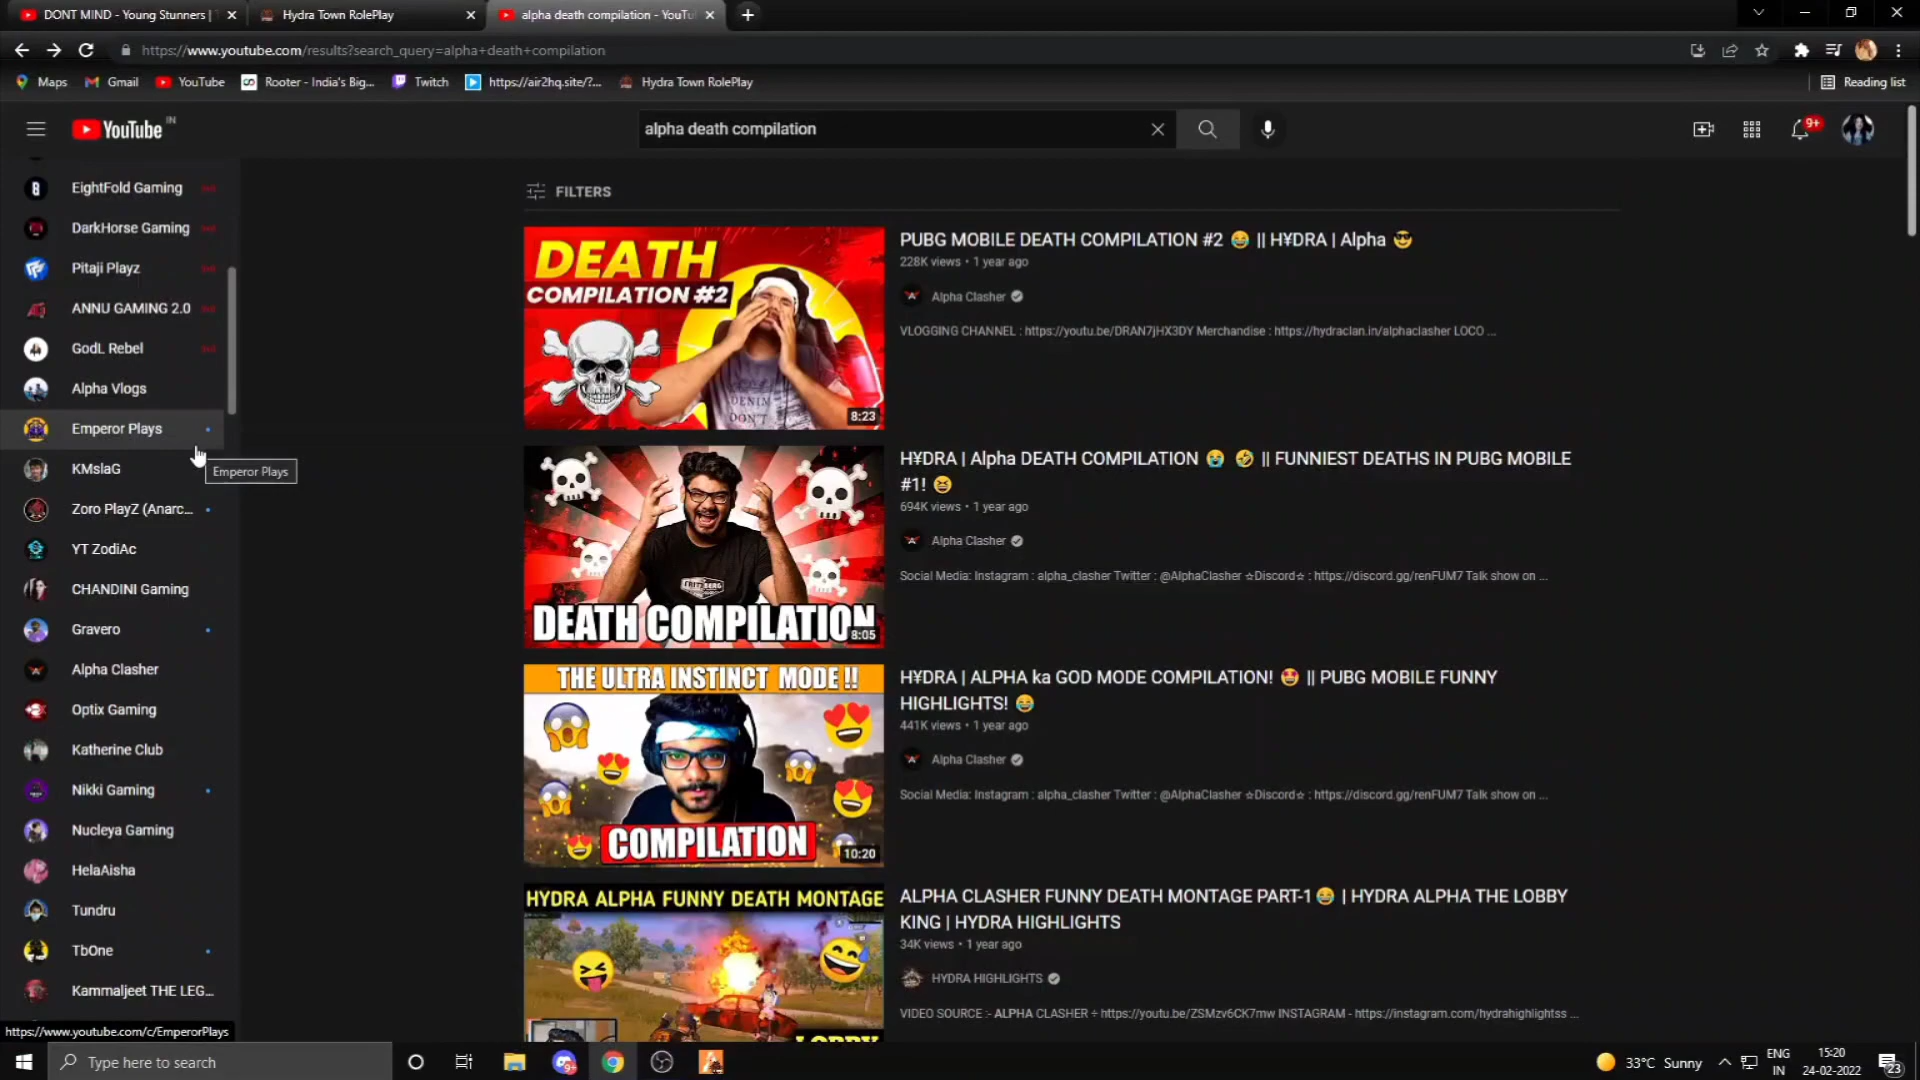 DONT MIND - Young Stunners |
Hydra Town RolePlay
alpha death compilation - YouTu
https://www.youtube.com/results?search_query=alpha+death+compilation
Maps
Gmail
YouTube
Rooter - India's Big...
Twitch
https://air2hq.site/?...
Hydra Town RolePlay
Reading list
YouTube IN
alpha death compilation
9+
EightFold Gaming
DarkHorse Gaming
Pitaji Playz
ANNU GAMING 2.0
GodL Rebel
Alpha Vlogs
Emperor Plays
Emperor Plays
KMslaG
Zoro PlayZ (Anarc...
YT ZodiAc
CHANDINI Gaming
Gravero
Alpha Clasher
Optix Gaming
Katherine Club
Nikki Gaming
Nucleya Gaming
HelaAisha
Tundru
TbOne
Kammaljeet THE LEG...
https://www.youtube.com/c/EmperorPlays
FILTERS
DEATH
COMPILATION #2
DENIM
DON'T
8:23
PUBG MOBILE DEATH COMPILATION #2 😂 || H¥DRA | Alpha 😎
228K views • 1 year ago
Alpha Clasher
VLOGGING CHANNEL : https://youtu.be/DRAN7jHX3DY Merchandise : https://hydraclan.in/alphaclasher LOCO ...
DEATH COMPILATION
8:05
H¥DRA | Alpha DEATH COMPILATION 😭 🤣 || FUNNIEST DEATHS IN PUBG MOBILE
#1! 😆
694K views • 1 year ago
Alpha Clasher
Social Media: Instagram : alpha_clasher Twitter : @AlphaClasher ☆Discord☆ : https://discord.gg/renFUM7 Talk show on ...
THE ULTRA INSTINCT MODE !!
COMPILATION
10:20
H¥DRA | ALPHA ka GOD MODE COMPILATION! 🤩 || PUBG MOBILE FUNNY
HIGHLIGHTS! 😂
441K views • 1 year ago
Alpha Clasher
Social Media: Instagram : alpha_clasher Twitter : @AlphaClasher ☆Discord☆ : https://discord.gg/renFUM7 Talk show on ...
HYDRA ALPHA FUNNY DEATH MONTAGE
LOBBY
ALPHA CLASHER FUNNY DEATH MONTAGE PART-1😂 | HYDRA ALPHA THE LOBBY
KING | HYDRA HIGHLIGHTS
34K views • 1 year ago
HYDRA HIGHLIGHTS
VIDEO SOURCE :- ALPHA CLASHER ÷ https://youtu.be/ZSMzv6CK7mw INSTAGRAM - https://instagram.com/hydrahighlightss ...
Type here to search
33°C Sunny
ENG
IN
15:20
24-02-2022
23